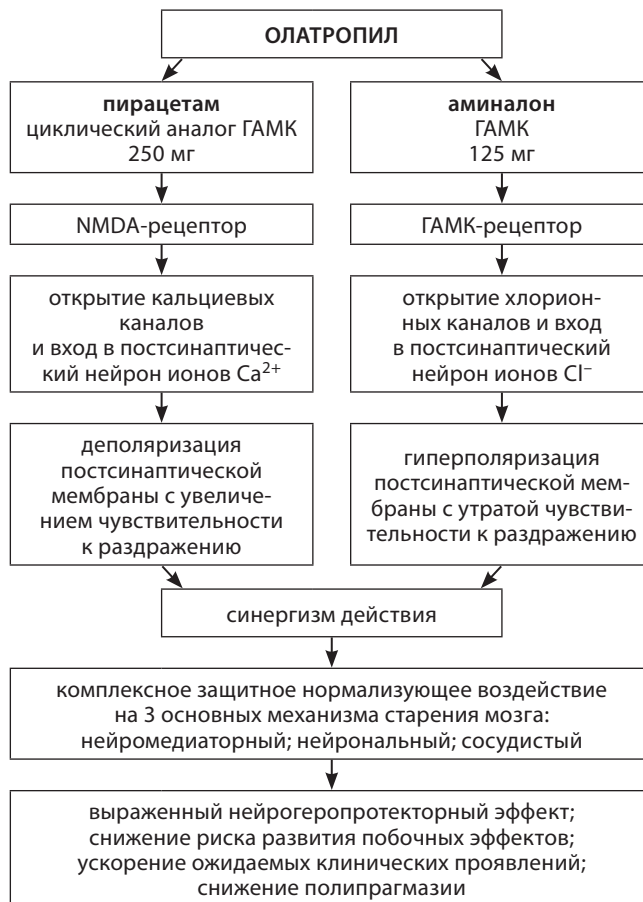 ОЛАТРОПИЛ
пирацетам
циклический аналог ГАМК
250 мг
аминалон
ГАМК
125 мг
NMDA-рецептор
ГАМК-рецептор
открытие кальциевых
каналов
и вход в постсинаптичес-
кий нейрон ионов Ca²⁺
открытие хлорион-
ных каналов и вход
в постсинаптический
нейрон ионов Cl⁻
деполяризация
постсинаптической
мембраны с увеличе-
нием чувствительности
к раздражению
гиперполяризация
постсинаптической мем-
браны с утратой чувстви-
тельности к раздражению
синергизм действия
комплексное защитное нормализующее воздействие
на 3 основных механизма старения мозга:
нейромедиаторный; нейрональный; сосудистый
выраженный нейрогеропротекторный эффект;
снижение риска развития побочных эффектов;
ускорение ожидаемых клинических проявлений;
снижение полипрагмазии